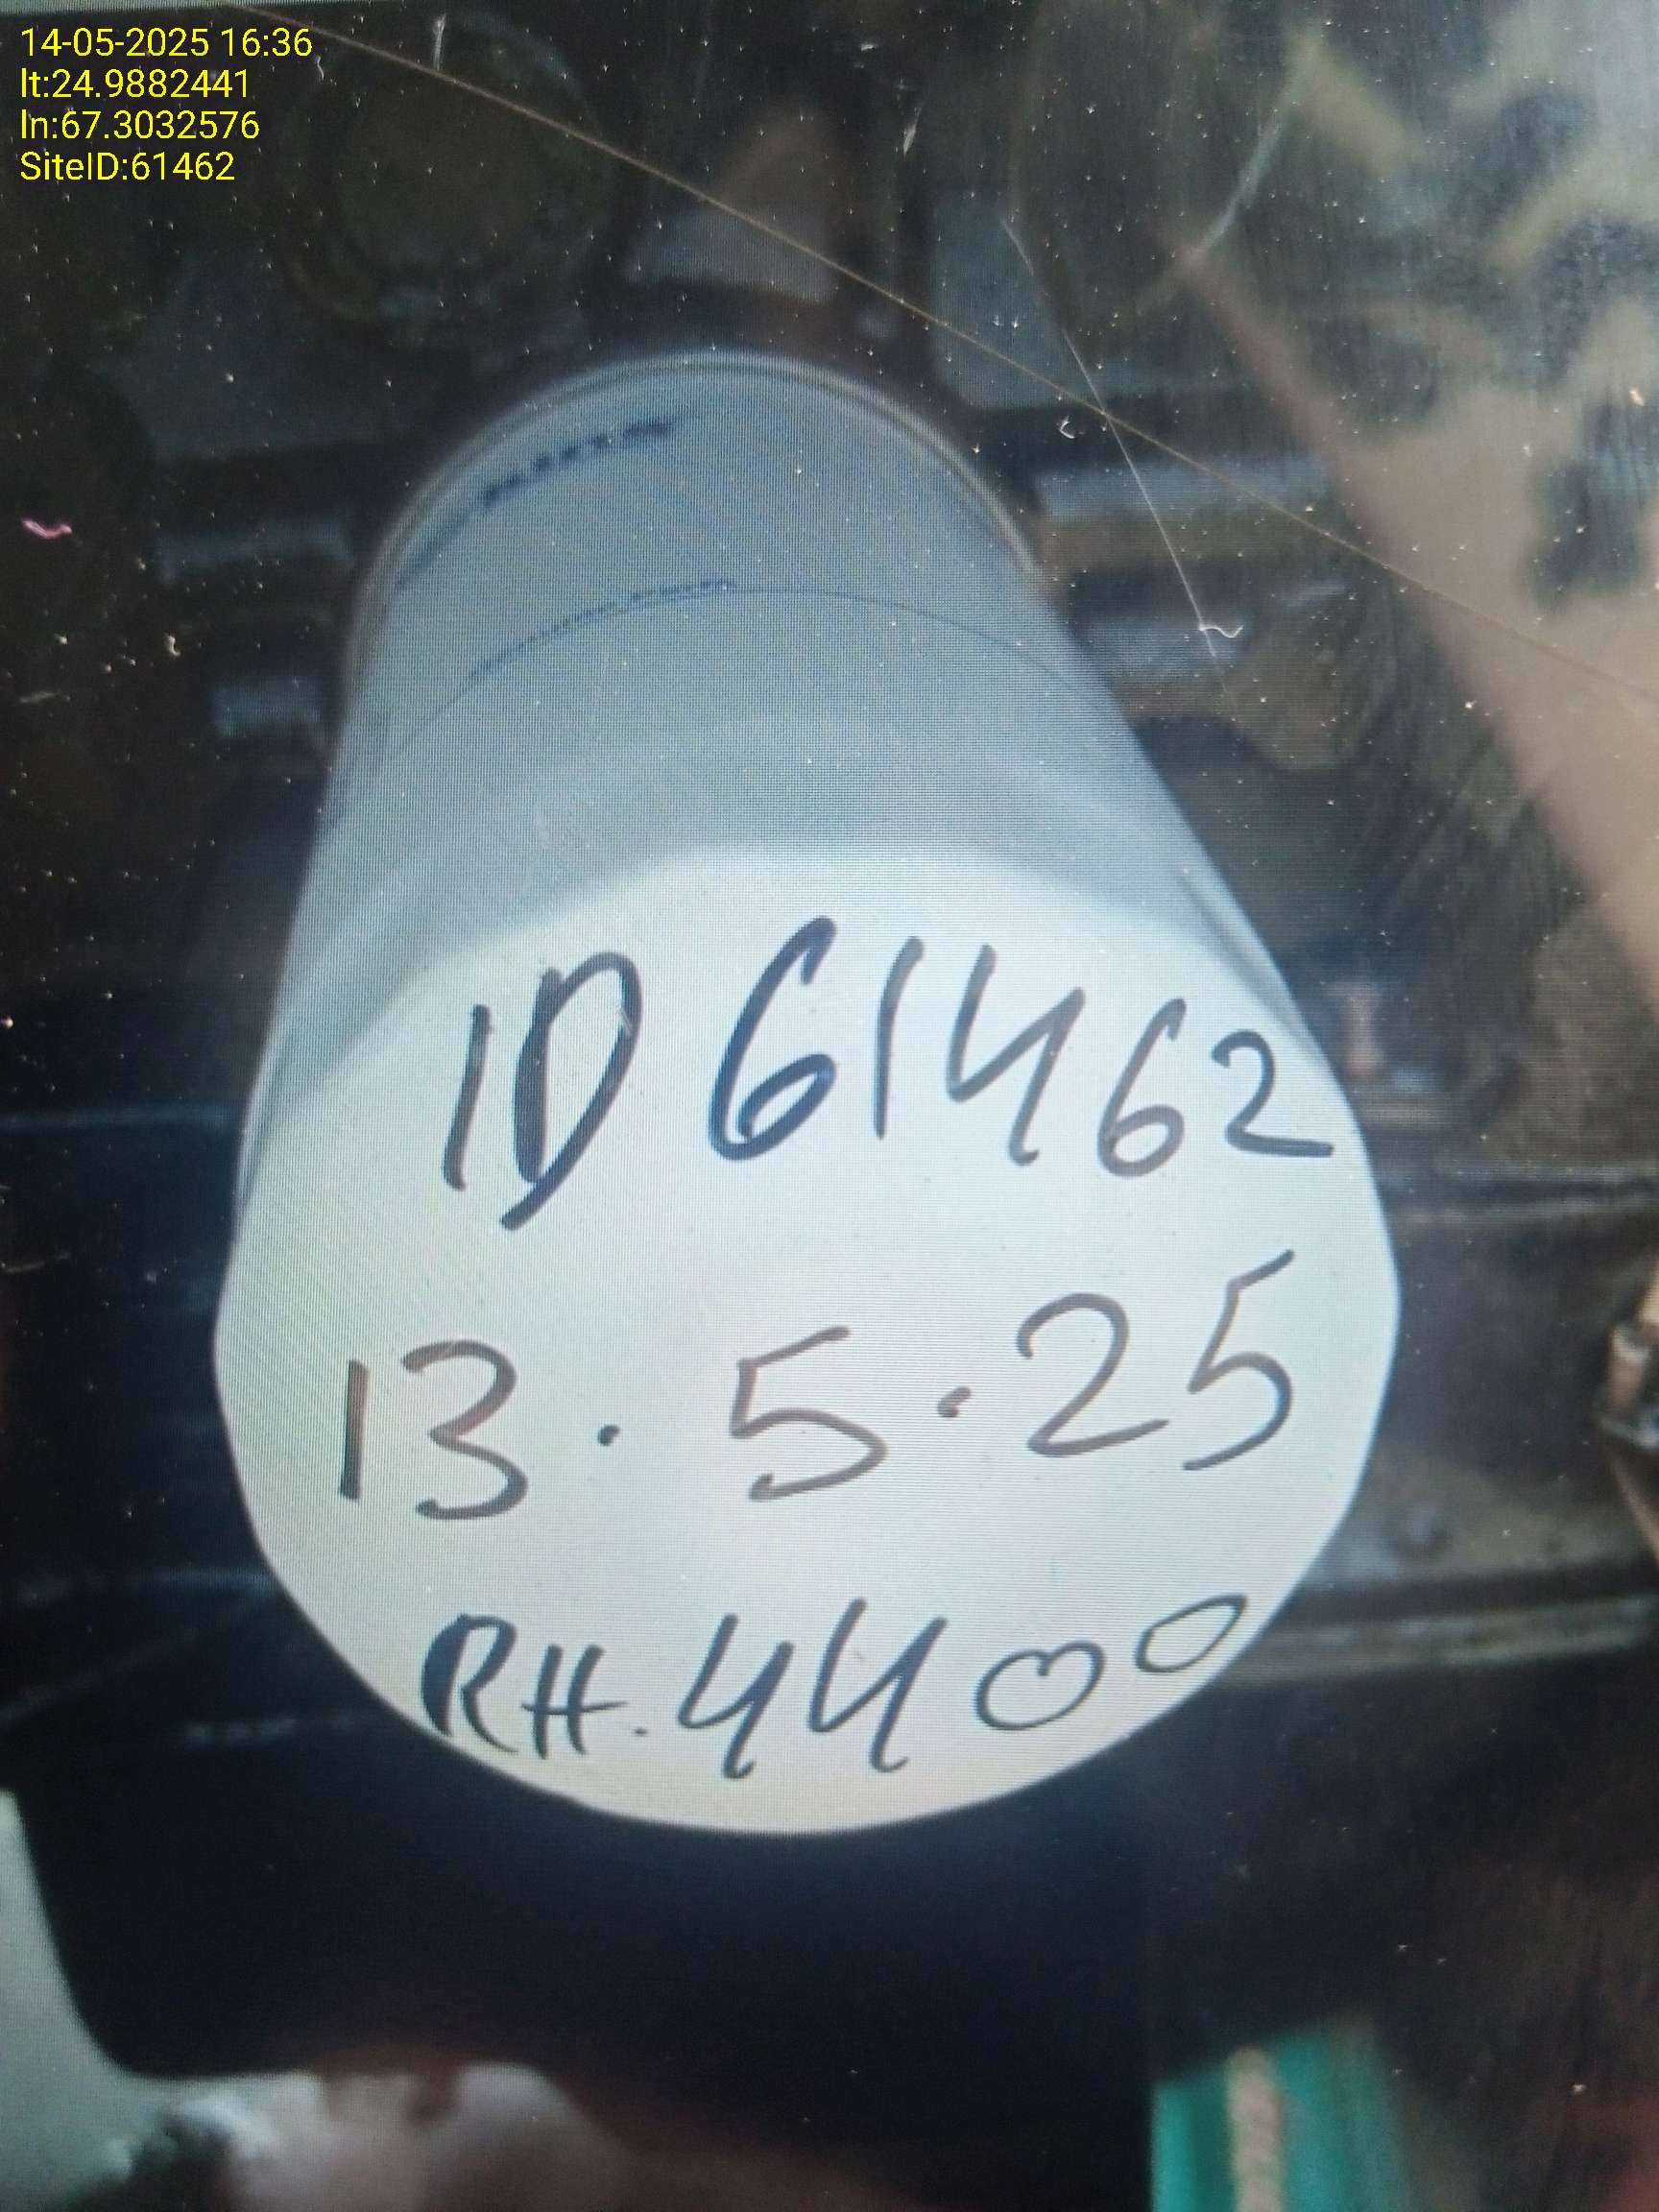 14-05-2025 16:36
lt:24.9882441
ln:67.3032576
SiteID:61462
ID 61462
13.5.25
RH.4400